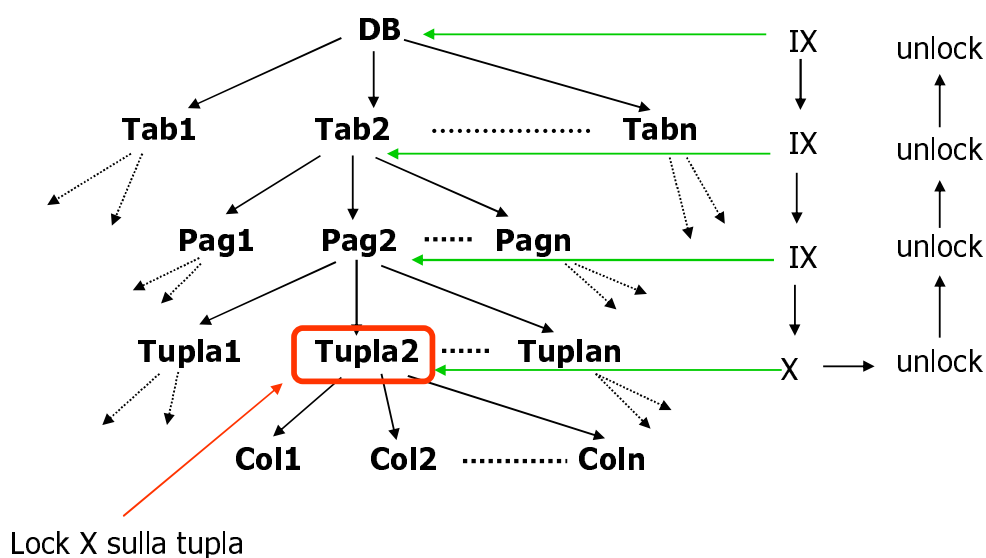 DB IX unlock
Tab1 Tab2 Tabn IX unlock
Pag1 Pag2 Pagn IX unlock
Tupla1 Tupla2 Tuplan X unlock
Col1 Col2 Coln
Lock X sulla tupla